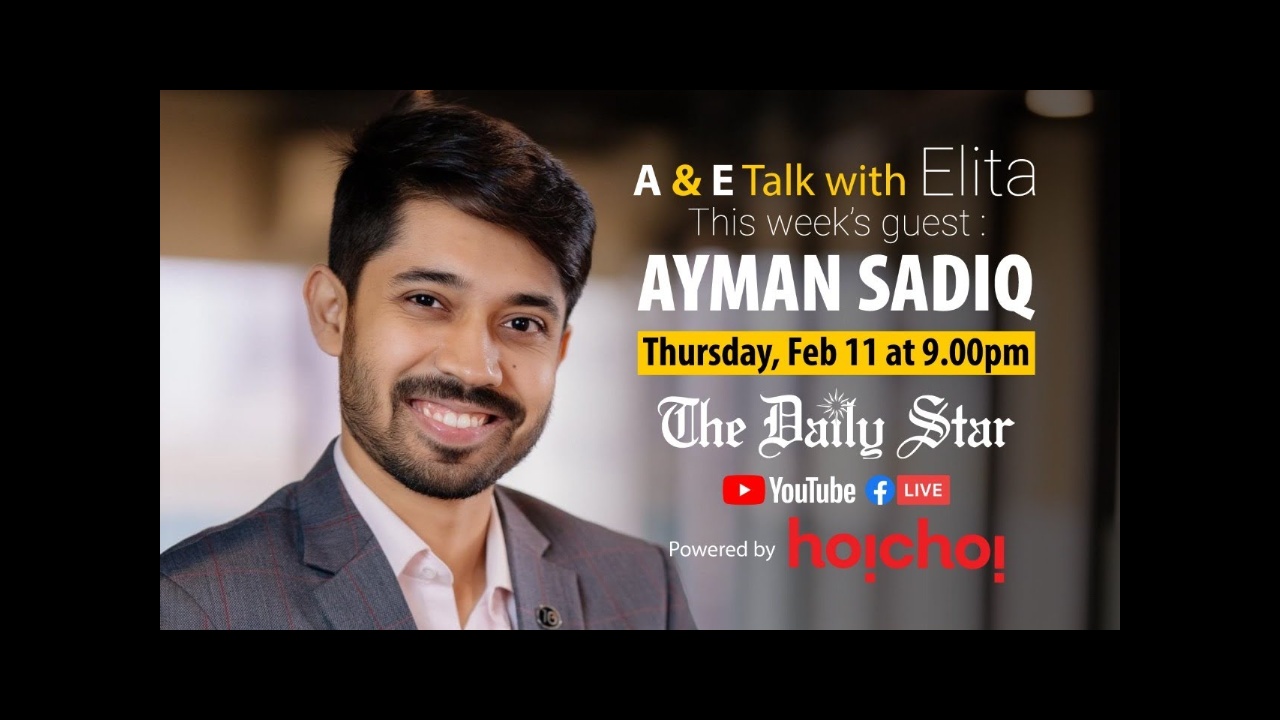 A & E Talk with Elita
This week's guest :
AYMAN SADIQ
Thursday, Feb 11 at 9.00pm
The Daily Star
YouTube f LIVE
Powered by hoichoi